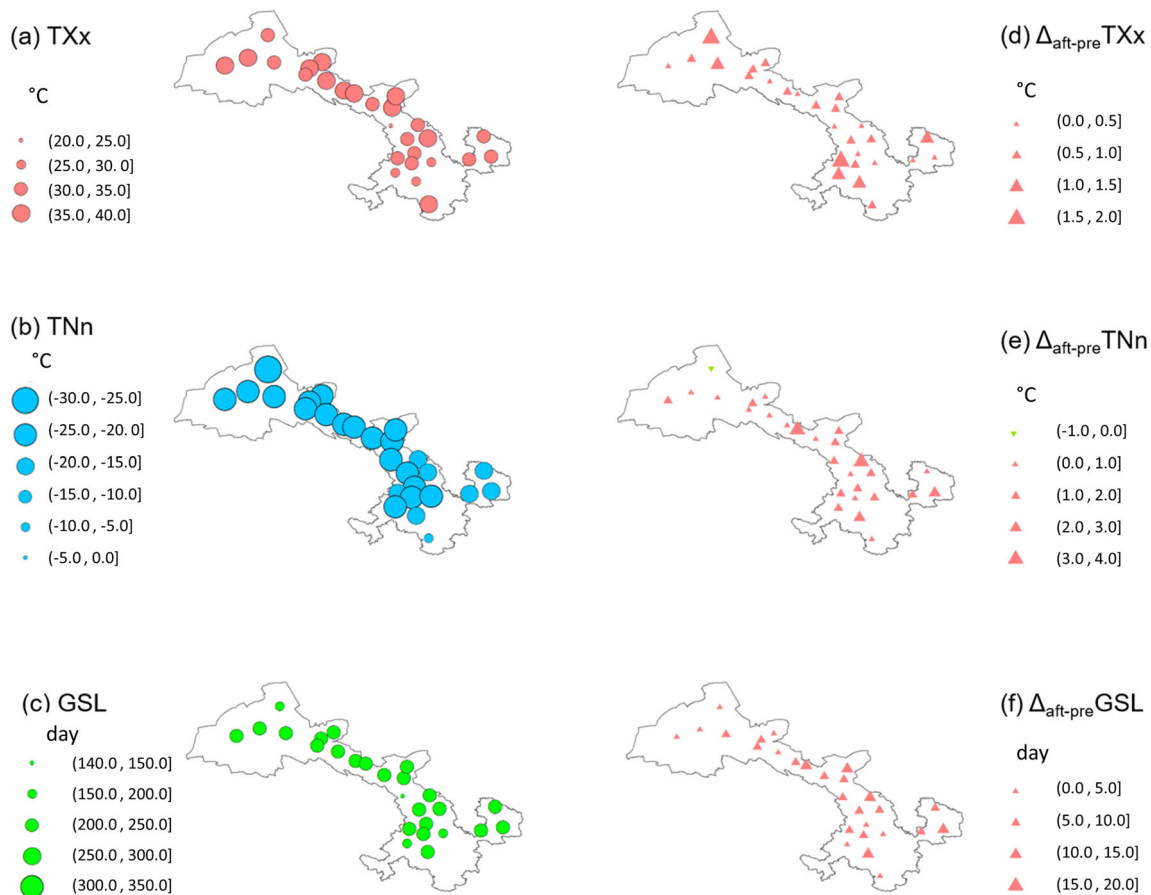 (a) TXx
°C
(20.0 , 25.0]
(25.0 , 30. 0]
(30.0 , 35.0]
(35.0 , 40.0]
(d) Δaft-preTXx
°C
(0.0 , 0.5]
(0.5 , 1.0]
(1.0 , 1.5]
(1.5 , 2.0]
(b) TNn
°C
(-30.0 , -25.0]
(-25.0 , -20.0]
(-20.0 , -15.0]
(-15.0 , -10.0]
(-10.0 , -5.0]
(-5.0 , 0.0]
(e) Δaft-preTNn
°C
(-1.0 , 0.0]
(0.0 , 1.0]
(1.0 , 2.0]
(2.0 , 3.0]
(3.0 , 4.0]
(c) GSL
day
(140.0 , 150.0]
(150.0 , 200.0]
(200.0 , 250.0]
(250.0 , 300.0]
(300.0 , 350.0]
(f) Δaft-preGSL
day
(0.0 , 5.0]
(5.0 , 10.0]
(10.0 , 15.0]
(15.0 , 20.0]